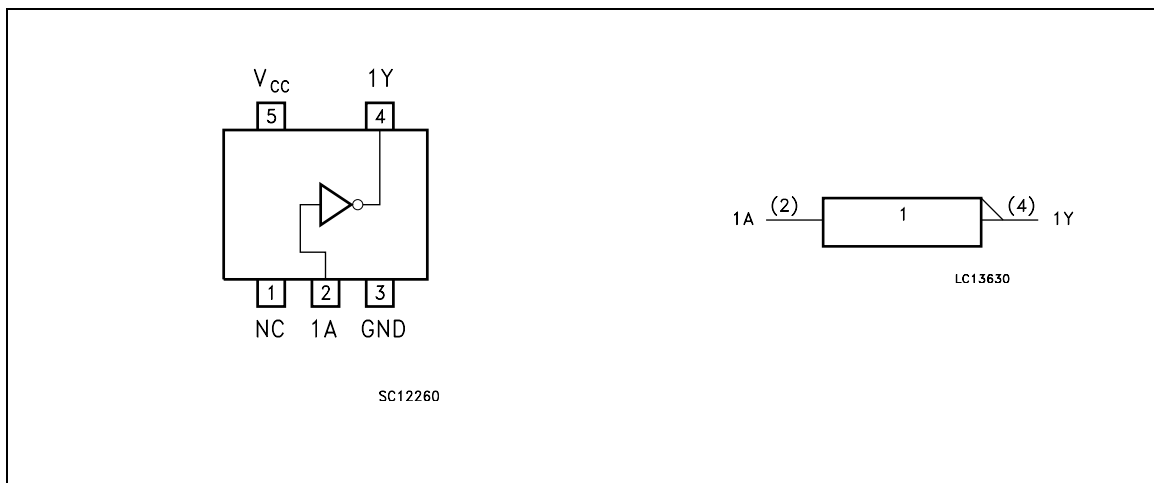 VCC 1Y
5 4
1 2 3
NC 1A GND
SC12260
1A (2) 1 (4) 1Y
LC13630